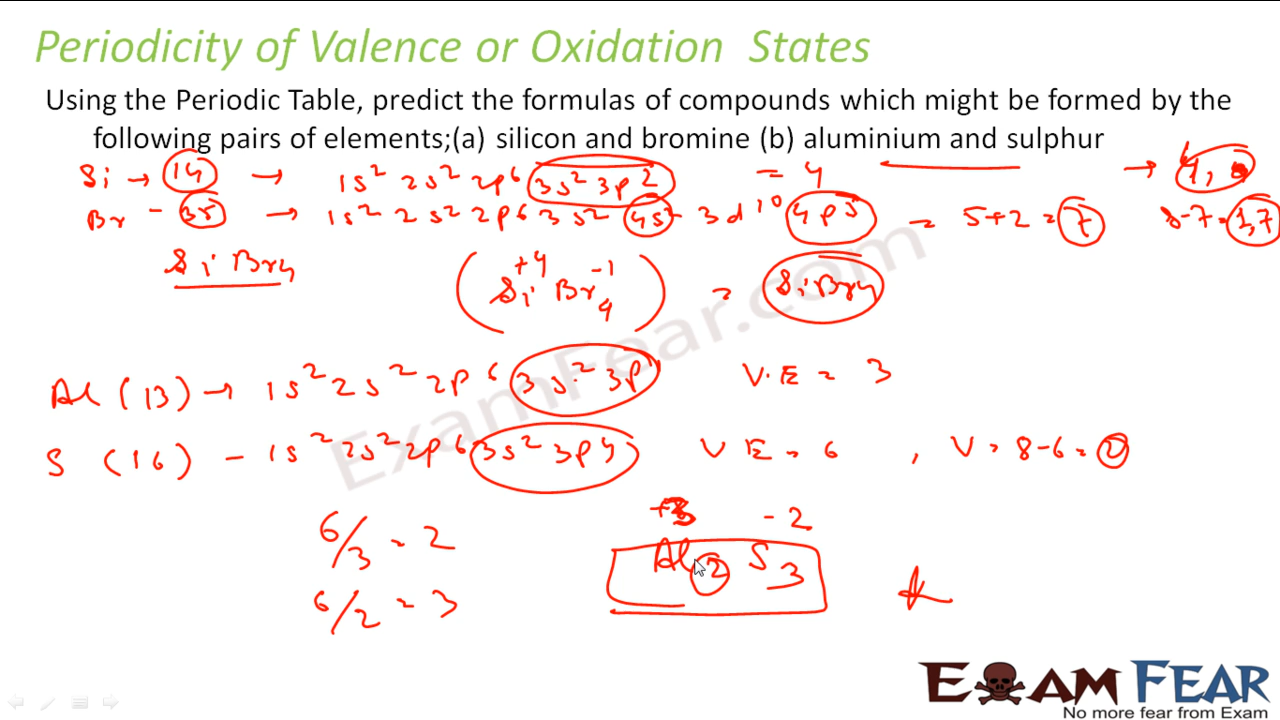 Periodicity of Valence or Oxidation States
Using the Periodic Table, predict the formulas of compounds which might be formed by the
following pairs of elements;(a) silicon and bromine (b) aluminium and sulphur
Si → 14 → 1s² 2s² 2p⁶ 3s² 3p² = 4 → 4,
Br - 35 → 1s² 2s² 2p⁶ 3s² 4s² 3d¹⁰ 4p⁵ = 5+2 = 7 8-7=1,7
SiBr4
+4 -1
(Si Br4) = SiBr4
Al (13) → 1s² 2s² 2p⁶ 3s² 3p¹ V.E = 3
S (16) - 1s² 2s² 2p⁶ 3s² 3p⁴ VE = 6 , V = 8-6=2
+3 -2
6/3 = 2 Al2 S3
6/2 = 3
ExamFear.com
EXAM FEAR
No more fear from Exam